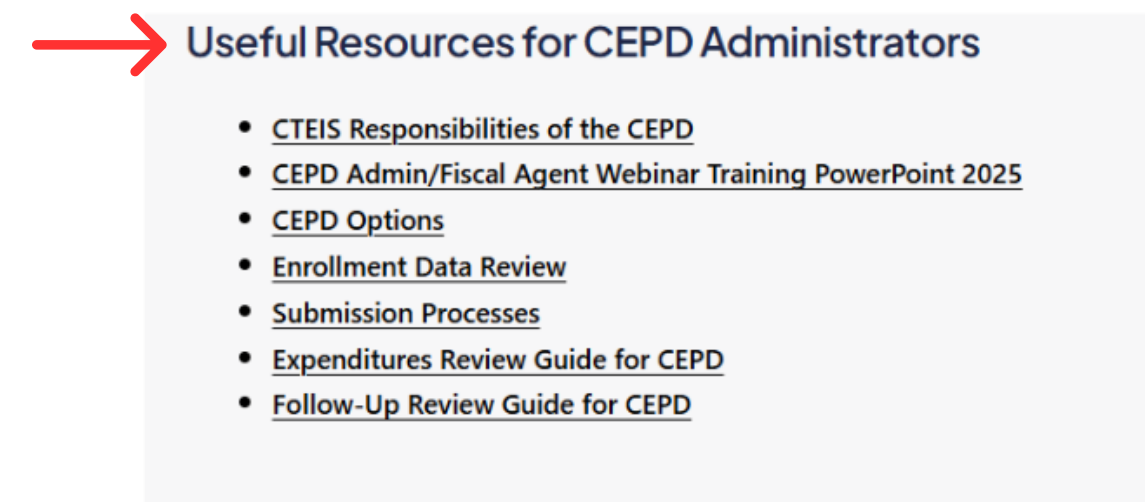 Useful Resources for CEPD Administrators
CTEIS Responsibilities of the CEPD
CEPD Admin/Fiscal Agent Webinar Training PowerPoint 2025
CEPD Options
Enrollment Data Review
Submission Processes
Expenditures Review Guide for CEPD
Follow-Up Review Guide for CEPD